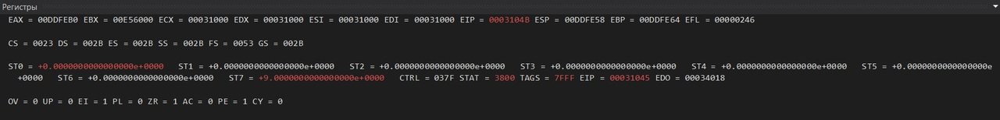 Регистры
EAX = 00DDFEB0 EBX = 00E56000 ECX = 00031000 EDX = 00031000 ESI = 00031000 EDI = 00031000 EIP = 0003104B ESP = 00DDFE58 EBP = 00DDFE64 EFL = 00000246
CS = 0023 DS = 002B ES = 002B SS = 002B FS = 0053 GS = 002B
ST0 = +0.0000000000000000e+0000 ST1 = +0.0000000000000000e+0000 ST2 = +0.0000000000000000e+0000 ST3 = +0.0000000000000000e+0000 ST4 = +0.0000000000000000e+0000 ST5 = +0.0000000000000000e
+0000 ST6 = +0.0000000000000000e+0000 ST7 = +9.0000000000000000e+0000 CTRL = 037F STAT = 3800 TAGS = 7FFF EIP = 00031045 EDO = 00034018
OV = 0 UP = 0 EI = 1 PL = 0 ZR = 1 AC = 0 PE = 1 CY = 0